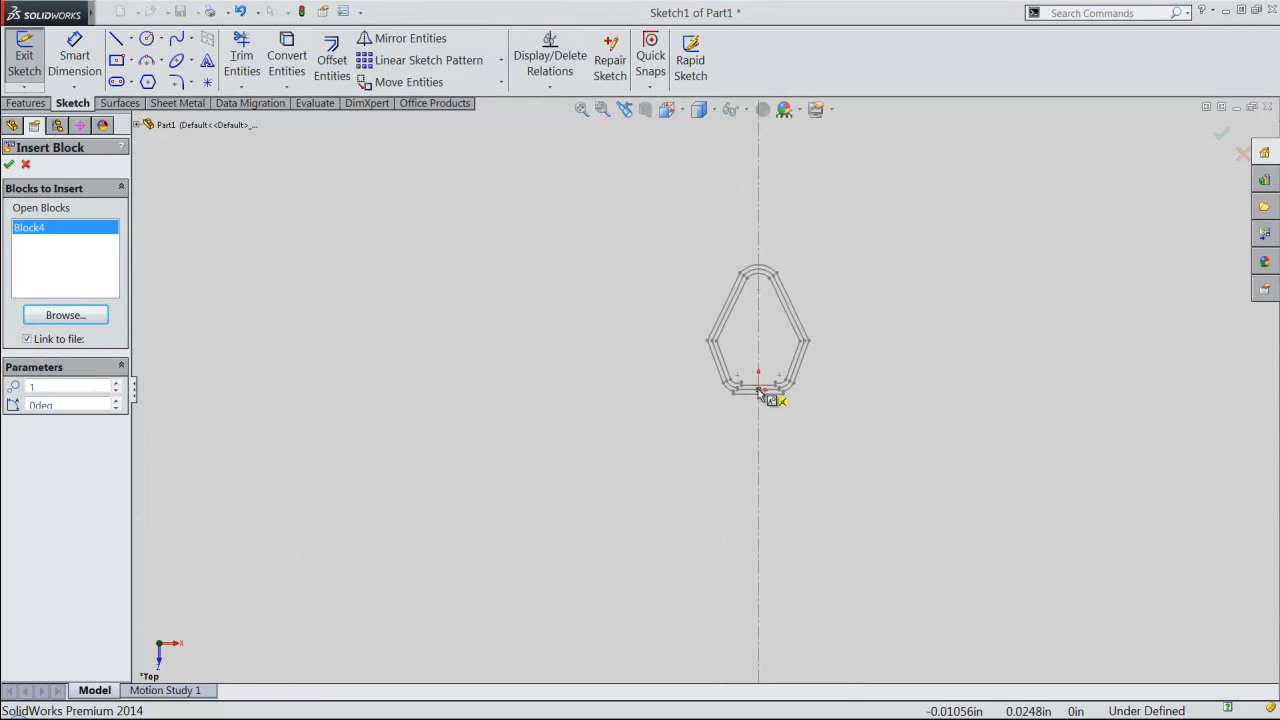 SOLIDWORKS
Sketch1 of Part1 *
Search Commands
Exit Sketch
Smart Dimension
Trim Entities
Convert Entities
Offset Entities
Mirror Entities
Linear Sketch Pattern
Move Entities
Display/Delete Relations
Repair Sketch
Quick Snaps
Rapid Sketch
Features
Sketch
Surfaces
Sheet Metal
Data Migration
Evaluate
DimXpert
Office Products
Part1 (Default<<Default>_...
Insert Block
?
Blocks to Insert
Open Blocks
Block4
Browse...
Link to file:
Parameters
1
0deg
X
Z
*Top
Model
Motion Study 1
SolidWorks Premium 2014
-0.01056in
0.0248in
0in
Under Defined